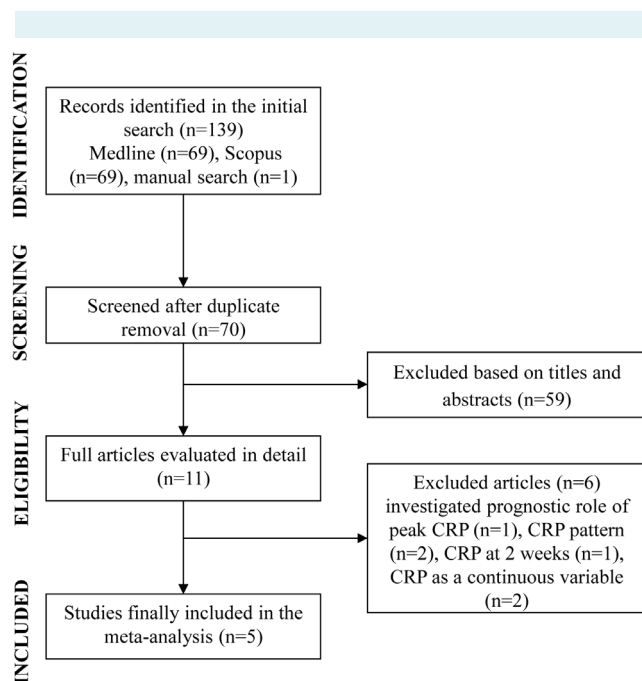 IDENTIFICATION
Records identified in the initial
search (n=139)
Medline (n=69), Scopus
(n=69), manual search (n=1)
SCREENING
Screened after duplicate
removal (n=70)
Excluded based on titles and
abstracts (n=59)
ELIGIBILITY
Full articles evaluated in detail
(n=11)
Excluded articles (n=6)
investigated prognostic role of
peak CRP (n=1), CRP pattern
(n=2), CRP at 2 weeks (n=1),
CRP as a continuous variable
(n=2)
INCLUDED
Studies finally included in the
meta-analysis (n=5)